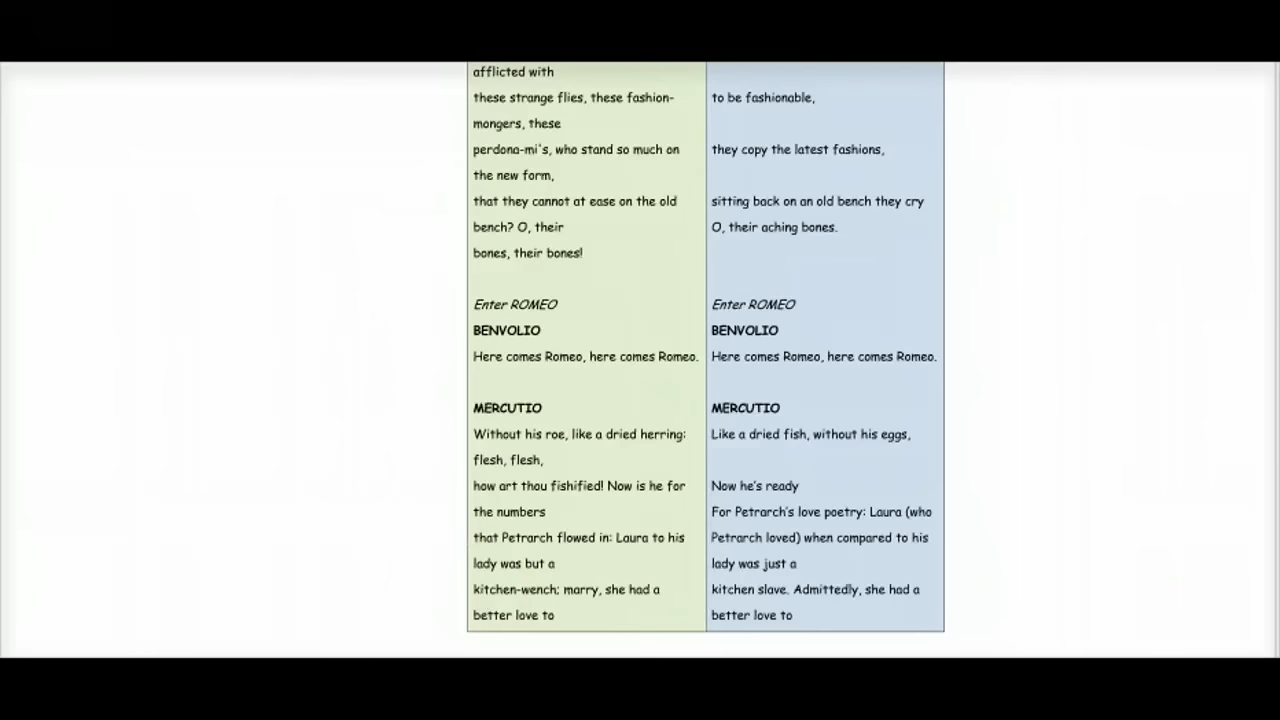 afflicted with
these strange flies, these fashion-
mongers, these
perdona-mi's, who stand so much on
the new form,
that they cannot at ease on the old
bench? O, their
bones, their bones!
Enter ROMEO
BENVOLIO
Here comes Romeo, here comes Romeo.
MERCUTIO
Without his roe, like a dried herring:
flesh, flesh,
how art thou fishified! Now is he for
the numbers
that Petrarch flowed in: Laura to his
lady was but a
kitchen-wench; marry, she had a
better love to
to be fashionable,
they copy the latest fashions,
sitting back on an old bench they cry
O, their aching bones.
Enter ROMEO
BENVOLIO
Here comes Romeo, here comes Romeo.
MERCUTIO
Like a dried fish, without his eggs,
Now he's ready
For Petrarch's love poetry: Laura (who
Petrarch loved) when compared to his
lady was just a
kitchen slave. Admittedly, she had a
better love to